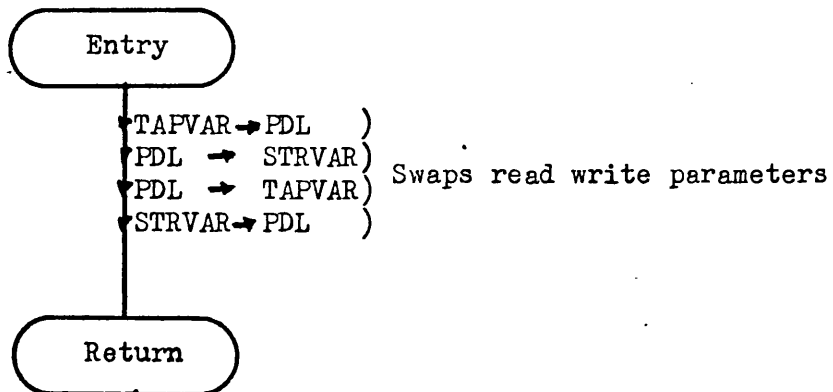 Entry
TAPVAR→PDL )
PDL → STRVAR)
PDL → TAPVAR) Swaps read write parameters
STRVAR→PDL )
Return